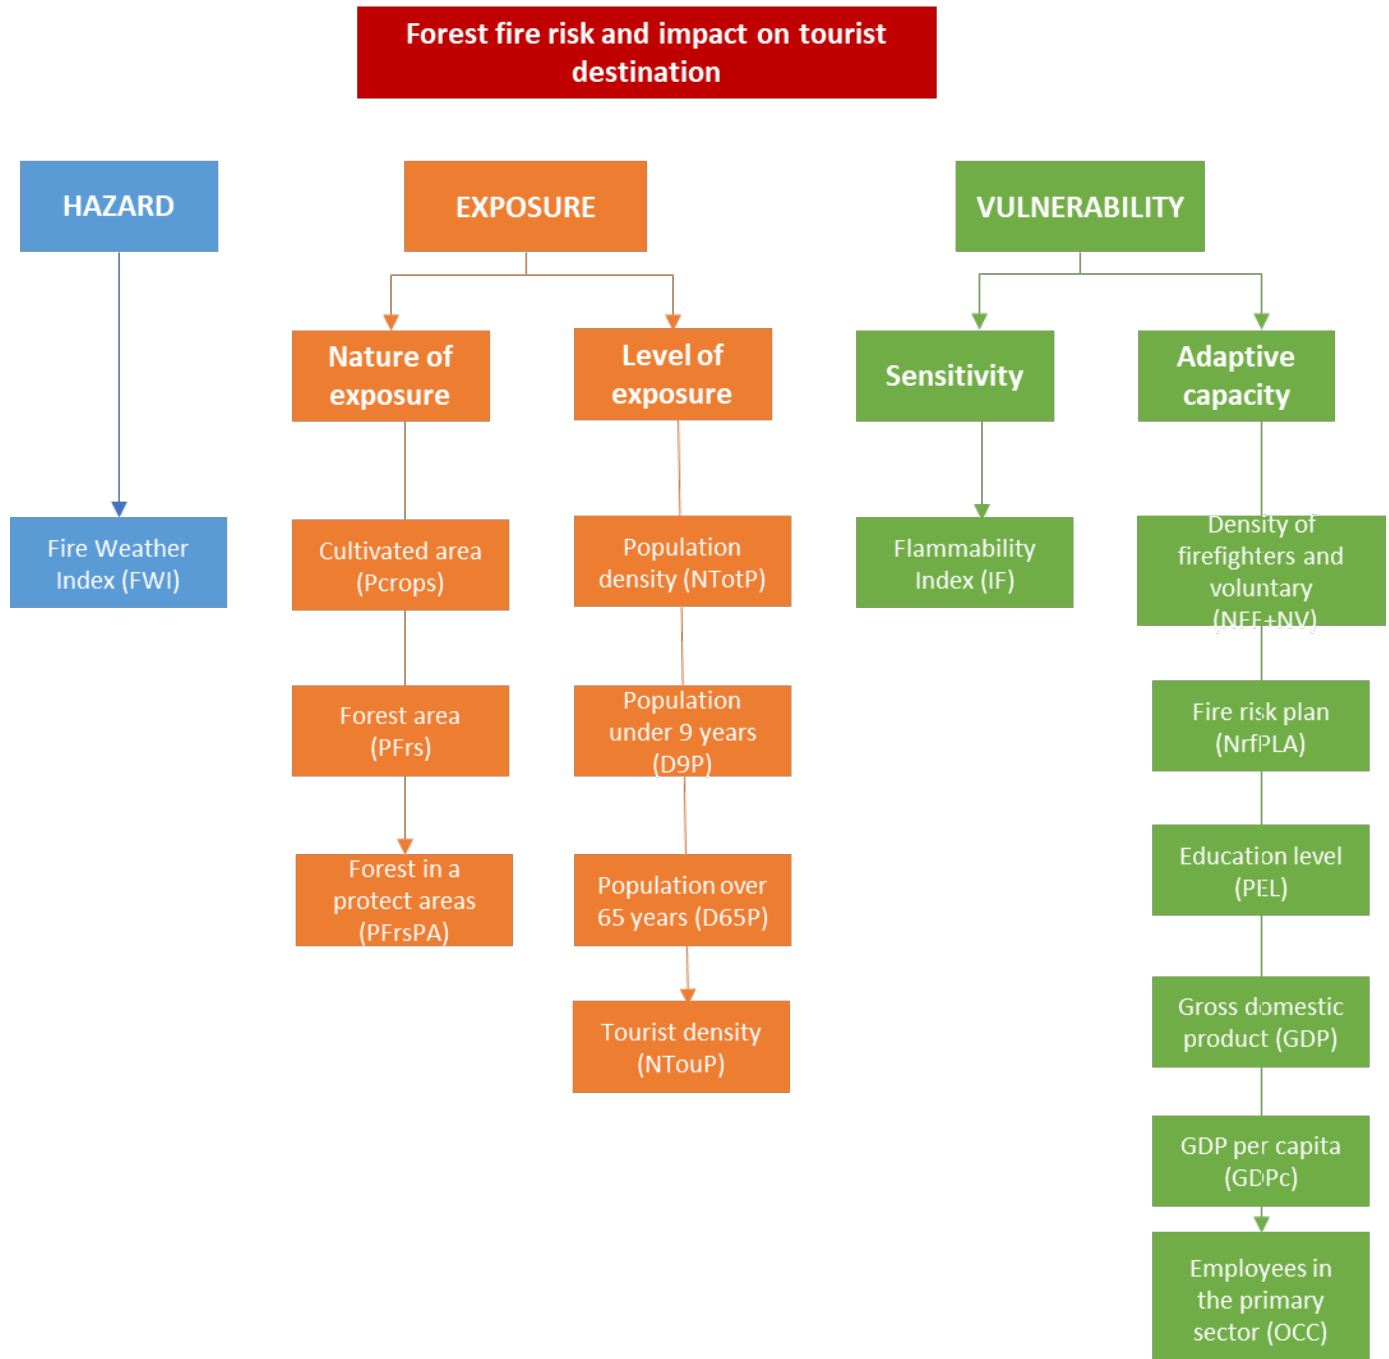 Forest fire risk and impact on tourist
destination
HAZARD
EXPOSURE
VULNERABILITY
Nature of
exposure
Level of
exposure
Sensitivity
Adaptive
capacity
Fire Weather
Index (FWI)
Cultivated area
(Pcrops)
Forest area
(PFrs)
Forest in a
protect areas
(PFrsPA)
Population
density (NTotP)
Population
under 9 years
(D9P)
Population over
65 years (D65P)
Tourist density
(NTouP)
Flammability
Index (IF)
Density of
firefighters and
voluntary
(NFF+NV)
Fire risk plan
(NrfPLA)
Education level
(PEL)
Gross domestic
product (GDP)
GDP per capita
(GDPc)
Employees in
the primary
sector (OCC)